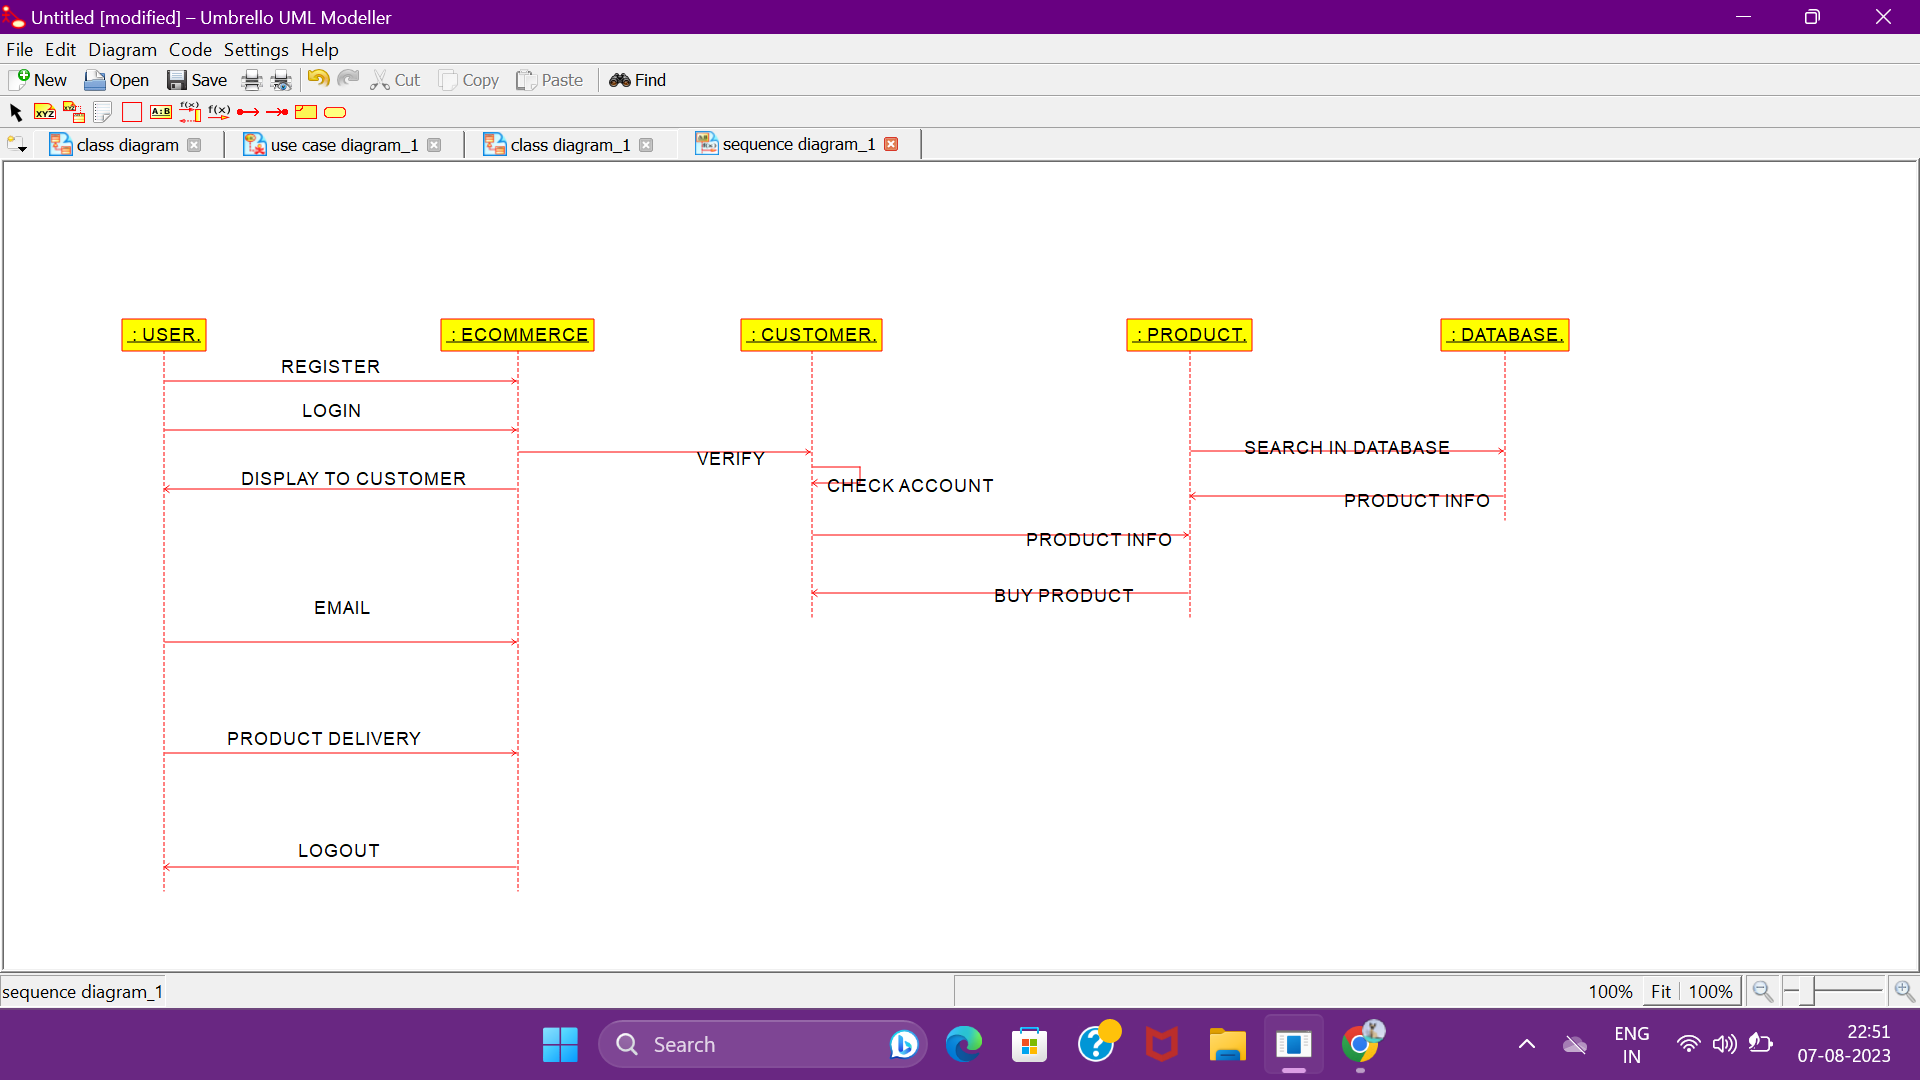 Untitled [modified] – Umbrello UML Modeller
File Edit Diagram Code Settings Help
New Open Save Cut Copy Paste Find
XYZ XYZ A:B f(x) f(x)
class diagram use case diagram_1 class diagram_1 sequence diagram_1
: USER. : ECOMMERCE : CUSTOMER. : PRODUCT. : DATABASE.
REGISTER
LOGIN
VERIFY SEARCH IN DATABASE
DISPLAY TO CUSTOMER CHECK ACCOUNT
PRODUCT INFO
PRODUCT INFO
BUY PRODUCT
EMAIL
PRODUCT DELIVERY
LOGOUT
sequence diagram_1 100% Fit 100%
Search
ENG
IN
22:51
07-08-2023